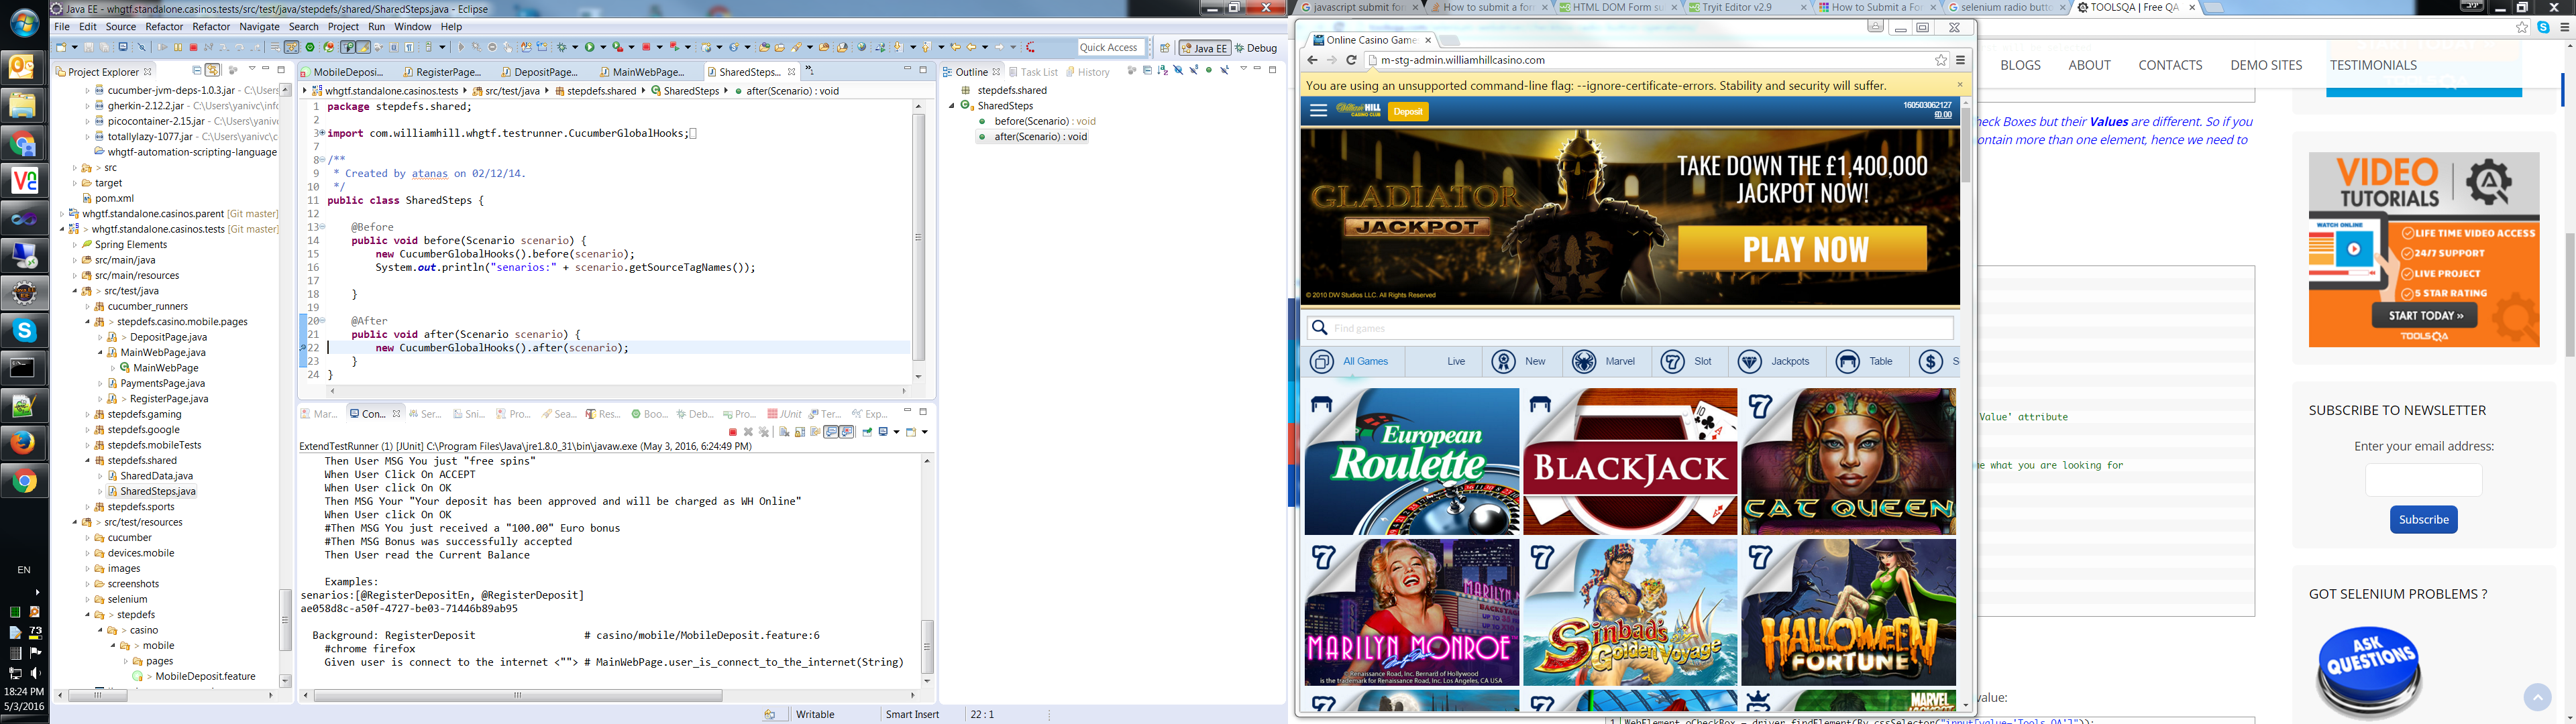 Java EE - whgtf.standalone.casinos.tests/src/test/java/stepdefs/shared/SharedSteps.java - Eclipse
File Edit Source Refactor Refactor Navigate Search Project Run Window Help
Quick Access
Java EE
Debug
Project Explorer
cucumber-jvm-deps-1.0.3.jar - C:\Users
gherkin-2.12.2.jar - C:\Users\yanivc\info
picocontainer-2.15.jar - C:\Users\yanivc\
totallylazy-1077.jar - C:\Users\yanivc\c
whgtf-automation-scripting-language
> src
target
pom.xml
whgtf.standalone.casinos.parent [Git master]
> whgtf.standalone.casinos.tests [Git master]
Spring Elements
src/main/java
src/main/resources
> src/test/java
cucumber_runners
> stepdefs.casino.mobile.pages
> DepositPage.java
MainWebPage.java
MainWebPage
PaymentsPage.java
> RegisterPage.java
stepdefs.gaming
stepdefs.google
stepdefs.mobileTests
stepdefs.shared
SharedData.java
SharedSteps.java
stepdefs.sports
> src/test/resources
cucumber
devices.mobile
images
screenshots
selenium
> stepdefs
> casino
> mobile
> pages
> MobileDeposit.feature
EN
73
18:24 PM
5/3/2016
MobileDeposi...
RegisterPage...
DepositPage...
MainWebPage...
SharedSteps...
whgtf.standalone.casinos.tests
src/test/java
stepdefs.shared
SharedSteps
after(Scenario) : void
1 package stepdefs.shared;
2
3 import com.williamhill.whgtf.testrunner.CucumberGlobalHooks;
7
8 /**
9 * Created by atanas on 02/12/14.
10 */
11 public class SharedSteps {
12
13 @Before
14 public void before(Scenario scenario) {
15 new CucumberGlobalHooks().before(scenario);
16 System.out.println("senarios:" + scenario.getSourceTagNames());
17
18 }
19
20 @After
21 public void after(Scenario scenario) {
22 new CucumberGlobalHooks().after(scenario);
23 }
24 }
Mar...
Con...
Ser...
Sni...
Pro...
Sea...
Res...
Boo...
Deb...
Pro...
JUnit
Ter...
Exp...
ExtendTestRunner (1) [JUnit] C:\Program Files\Java\jre1.8.0_31\bin\javaw.exe (May 3, 2016, 6:24:49 PM)
Then User MSG You just "free spins"
When User Click On ACCEPT
When User click On OK
Then MSG Your "Your deposit has been approved and will be charged as WH Online"
When User click On OK
#Then MSG You just received a "100.00" Euro bonus
#Then MSG Bonus was successfully accepted
Then User read the Current Balance
Examples:
senarios:[@RegisterDepositEn, @RegisterDeposit]
ae058d8c-a50f-4727-be03-71446b89ab95
Background: RegisterDeposit # casino/mobile/MobileDeposit.feature:6
#chrome firefox
Given user is connect to the internet <""> # MainWebPage.user_is_connect_to_the_internet(String)
Writable
Smart Insert
22 : 1
Outline
Task List
History
stepdefs.shared
SharedSteps
before(Scenario) : void
after(Scenario) : void
javascript submit for
How to submit a for
HTML DOM Form su
Tryit Editor v2.9
How to Submit a Fo
selenium radio butto
TOOLSQA | Free QA
Online Casino Game
m-stg-admin.williamhillcasino.com
You are using an unsupported command-line flag: --ignore-certificate-errors. Stability and security will suffer.
William HILL
CASINO CLUB
Deposit
160503062127
£0.00
GLADIATOR
JACKPOT
TAKE DOWN THE £1,400,000
JACKPOT NOW!
PLAY NOW
© 2010 DW Studios LLC. All Rights Reserved
Find games
All Games
Live
New
Marvel
Slot
Jackpots
Table
S
European
Roulette
BLACKJACK
CAT QUEEN
MARILYN MONROE
Sinbad's
Golden Voyage
HALLOWEEN
FORTUNE
MARVEL
BLOGS
ABOUT
CONTACTS
DEMO SITES
TESTIMONIALS
heck Boxes but their Values are different. So if you
ontain more than one element, hence we need to
Value' attribute
me what you are looking for
value:
WebElement oCheckBox = driver.findElement(By.cssSelector("input[value='Tools QA']"));
VIDEO
TUTORIALS
WATCH ONLINE
LIFE TIME VIDEO ACCESS
24/7 SUPPORT
LIVE PROJECT
5 STAR RATING
START TODAY »
TOOLSQA
SUBSCRIBE TO NEWSLETTER
Enter your email address:
Subscribe
GOT SELENIUM PROBLEMS ?
ASK
QUESTIONS